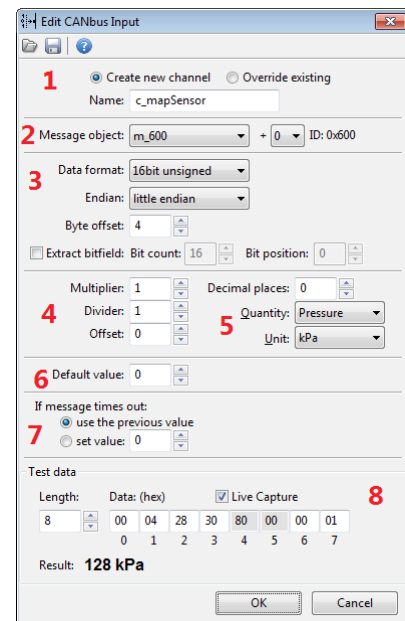 Edit CANbus Input
1 Create new channel Override existing
Name: c_mapSensor
2 Message object: m_600 + 0 ID: 0x600
3 Data format: 16bit unsigned
Endian: little endian
Byte offset: 4
Extract bitfield: Bit count: 16 Bit position: 0
Multiplier: 1 Decimal places: 0
4 Divider: 1 5 Quantity: Pressure
Offset: 0 Unit: kPa
6 Default value: 0
If message times out:
7 use the previous value
set value: 0
Test data
Length: Data: (hex) Live Capture 8
8 00 04 28 30 80 00 00 01
0 1 2 3 4 5 6 7
Result: 128 kPa
OK Cancel